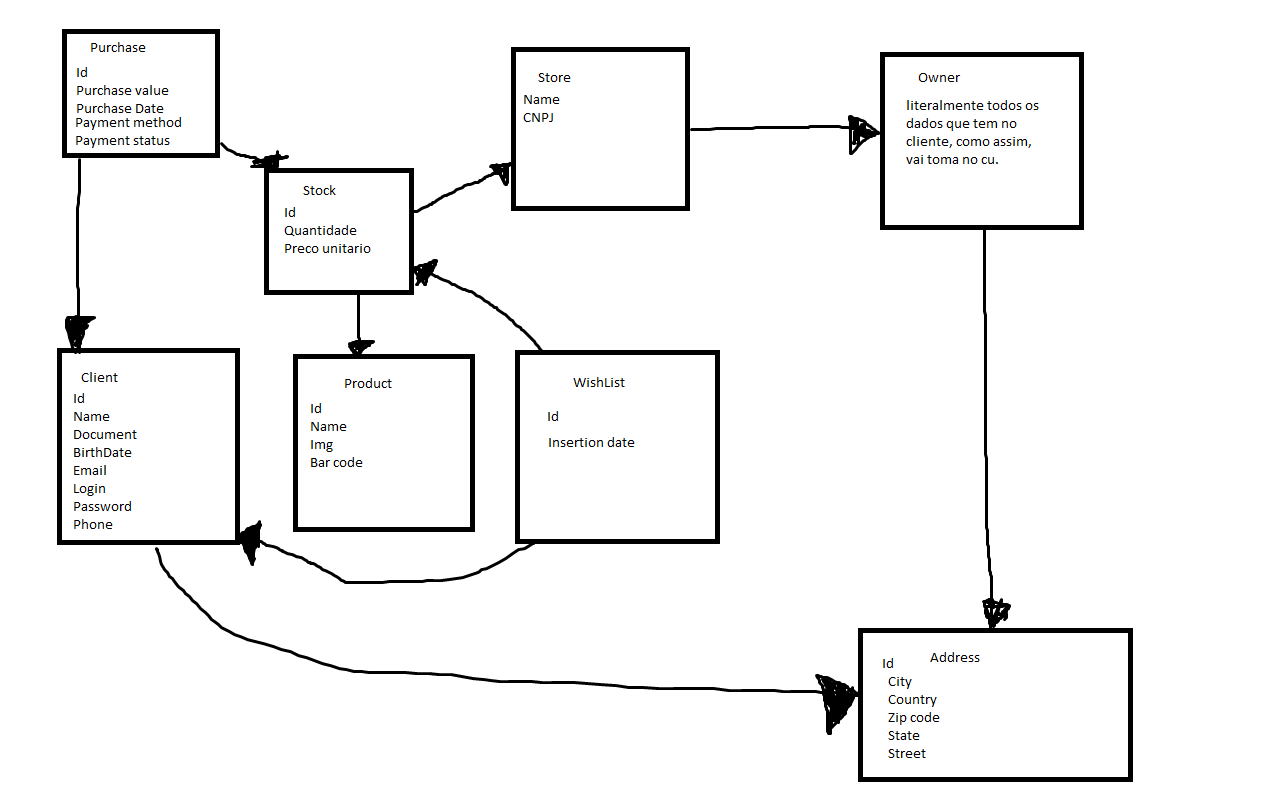 Purchase
Id
Purchase value
Purchase Date
Payment method
Payment status
Stock
Id
Quantidade
Preco unitario
Store
Name
CNPJ
Owner
literalmente todos os
dados que tem no
cliente, como assim,
vai toma no cu.
Client
Id
Name
Document
BirthDate
Email
Login
Password
Phone
Product
Id
Name
Img
Bar code
WishList
Id
Insertion date
Address
Id
City
Country
Zip code
State
Street